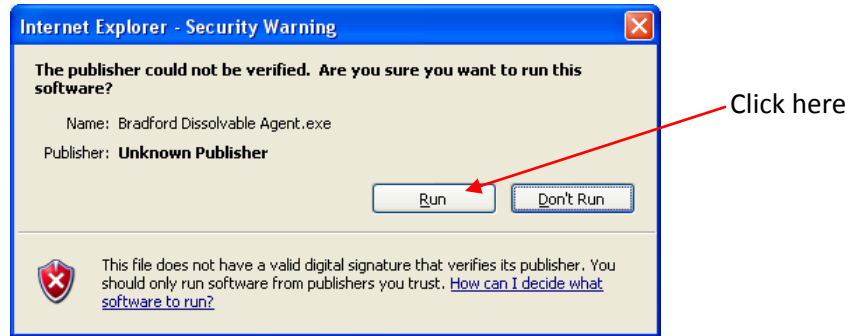 Internet Explorer - Security Warning
The publisher could not be verified. Are you sure you want to run this
software?
Name: Bradford Dissolvable Agent.exe
Publisher: Unknown Publisher
Click here
Run Don't Run
This file does not have a valid digital signature that verifies its publisher. You
should only run software from publishers you trust. How can I decide what
software to run?